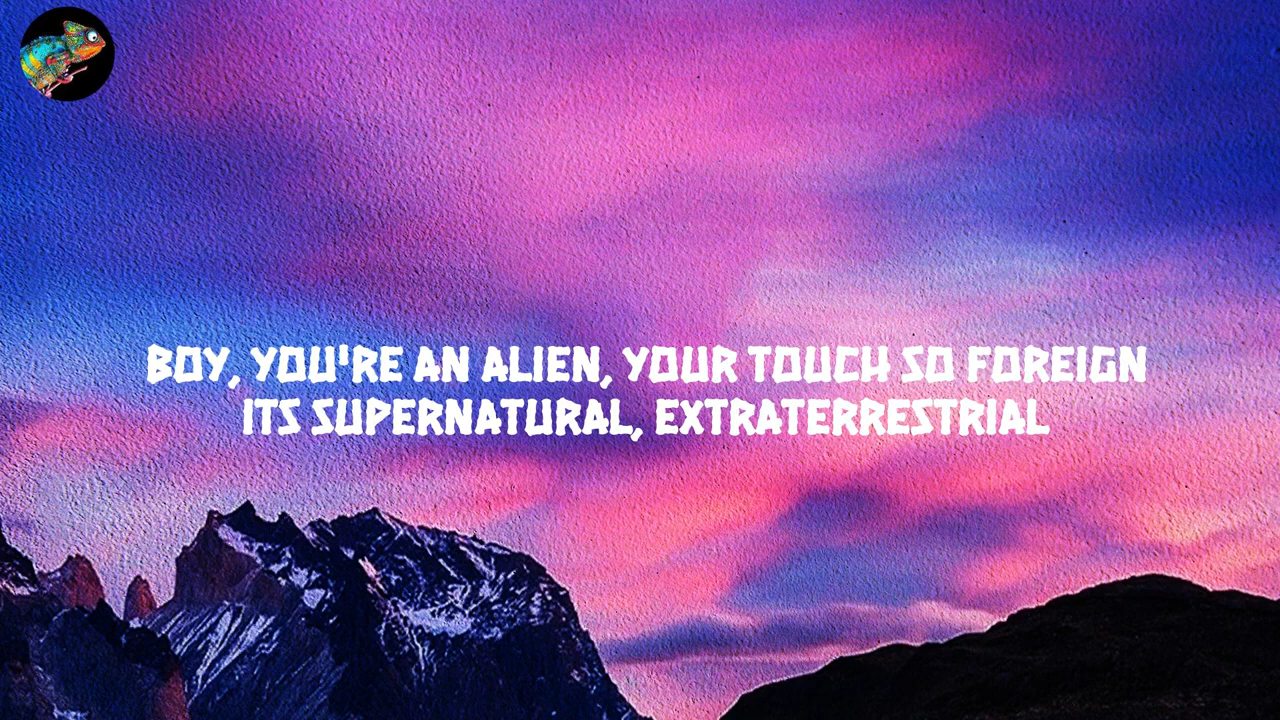 BOY, YOU'RE AN ALIEN, YOUR TOUCH SO FOREIGN
ITS SUPERNATURAL, EXTRATERRESTRIAL